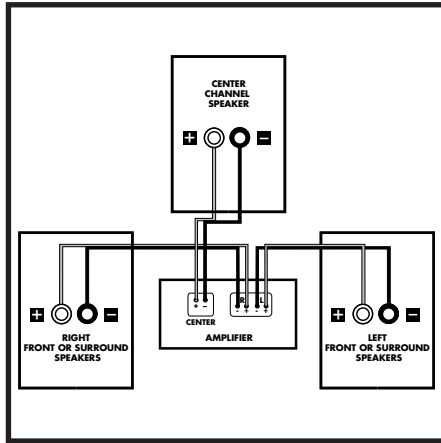 CENTER
CHANNEL
SPEAKER
+ −
R L
+ − - + - +
CENTER
AMPLIFIER
+ −
RIGHT
FRONT OR SURROUND
SPEAKERS
+ −
LEFT
FRONT OR SURROUND
SPEAKERS